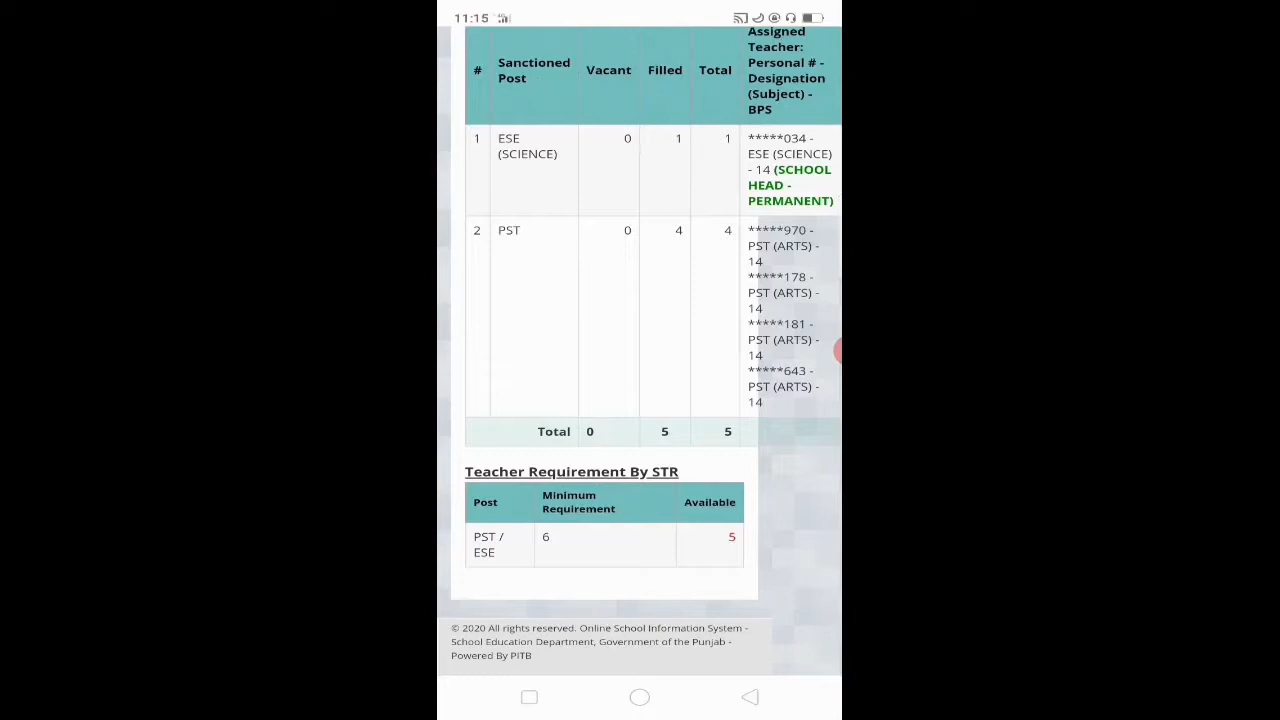 11:15
Assigned
Teacher:
Personal # -
Designation
(Subject) -
BPS
# Sanctioned Post Vacant Filled Total
1 ESE (SCIENCE) 0 1 1
*****034 -
ESE (SCIENCE)
- 14 (SCHOOL
HEAD -
PERMANENT)
2 PST 0 4 4
*****970 -
PST (ARTS) -
14
*****178 -
PST (ARTS) -
14
*****181 -
PST (ARTS) -
14
*****643 -
PST (ARTS) -
14
Total 0 5 5
Teacher Requirement By STR
Post Minimum Requirement Available
PST / ESE 6 5
© 2020 All rights reserved. Online School Information System -
School Education Department, Government of the Punjab -
Powered By PITB